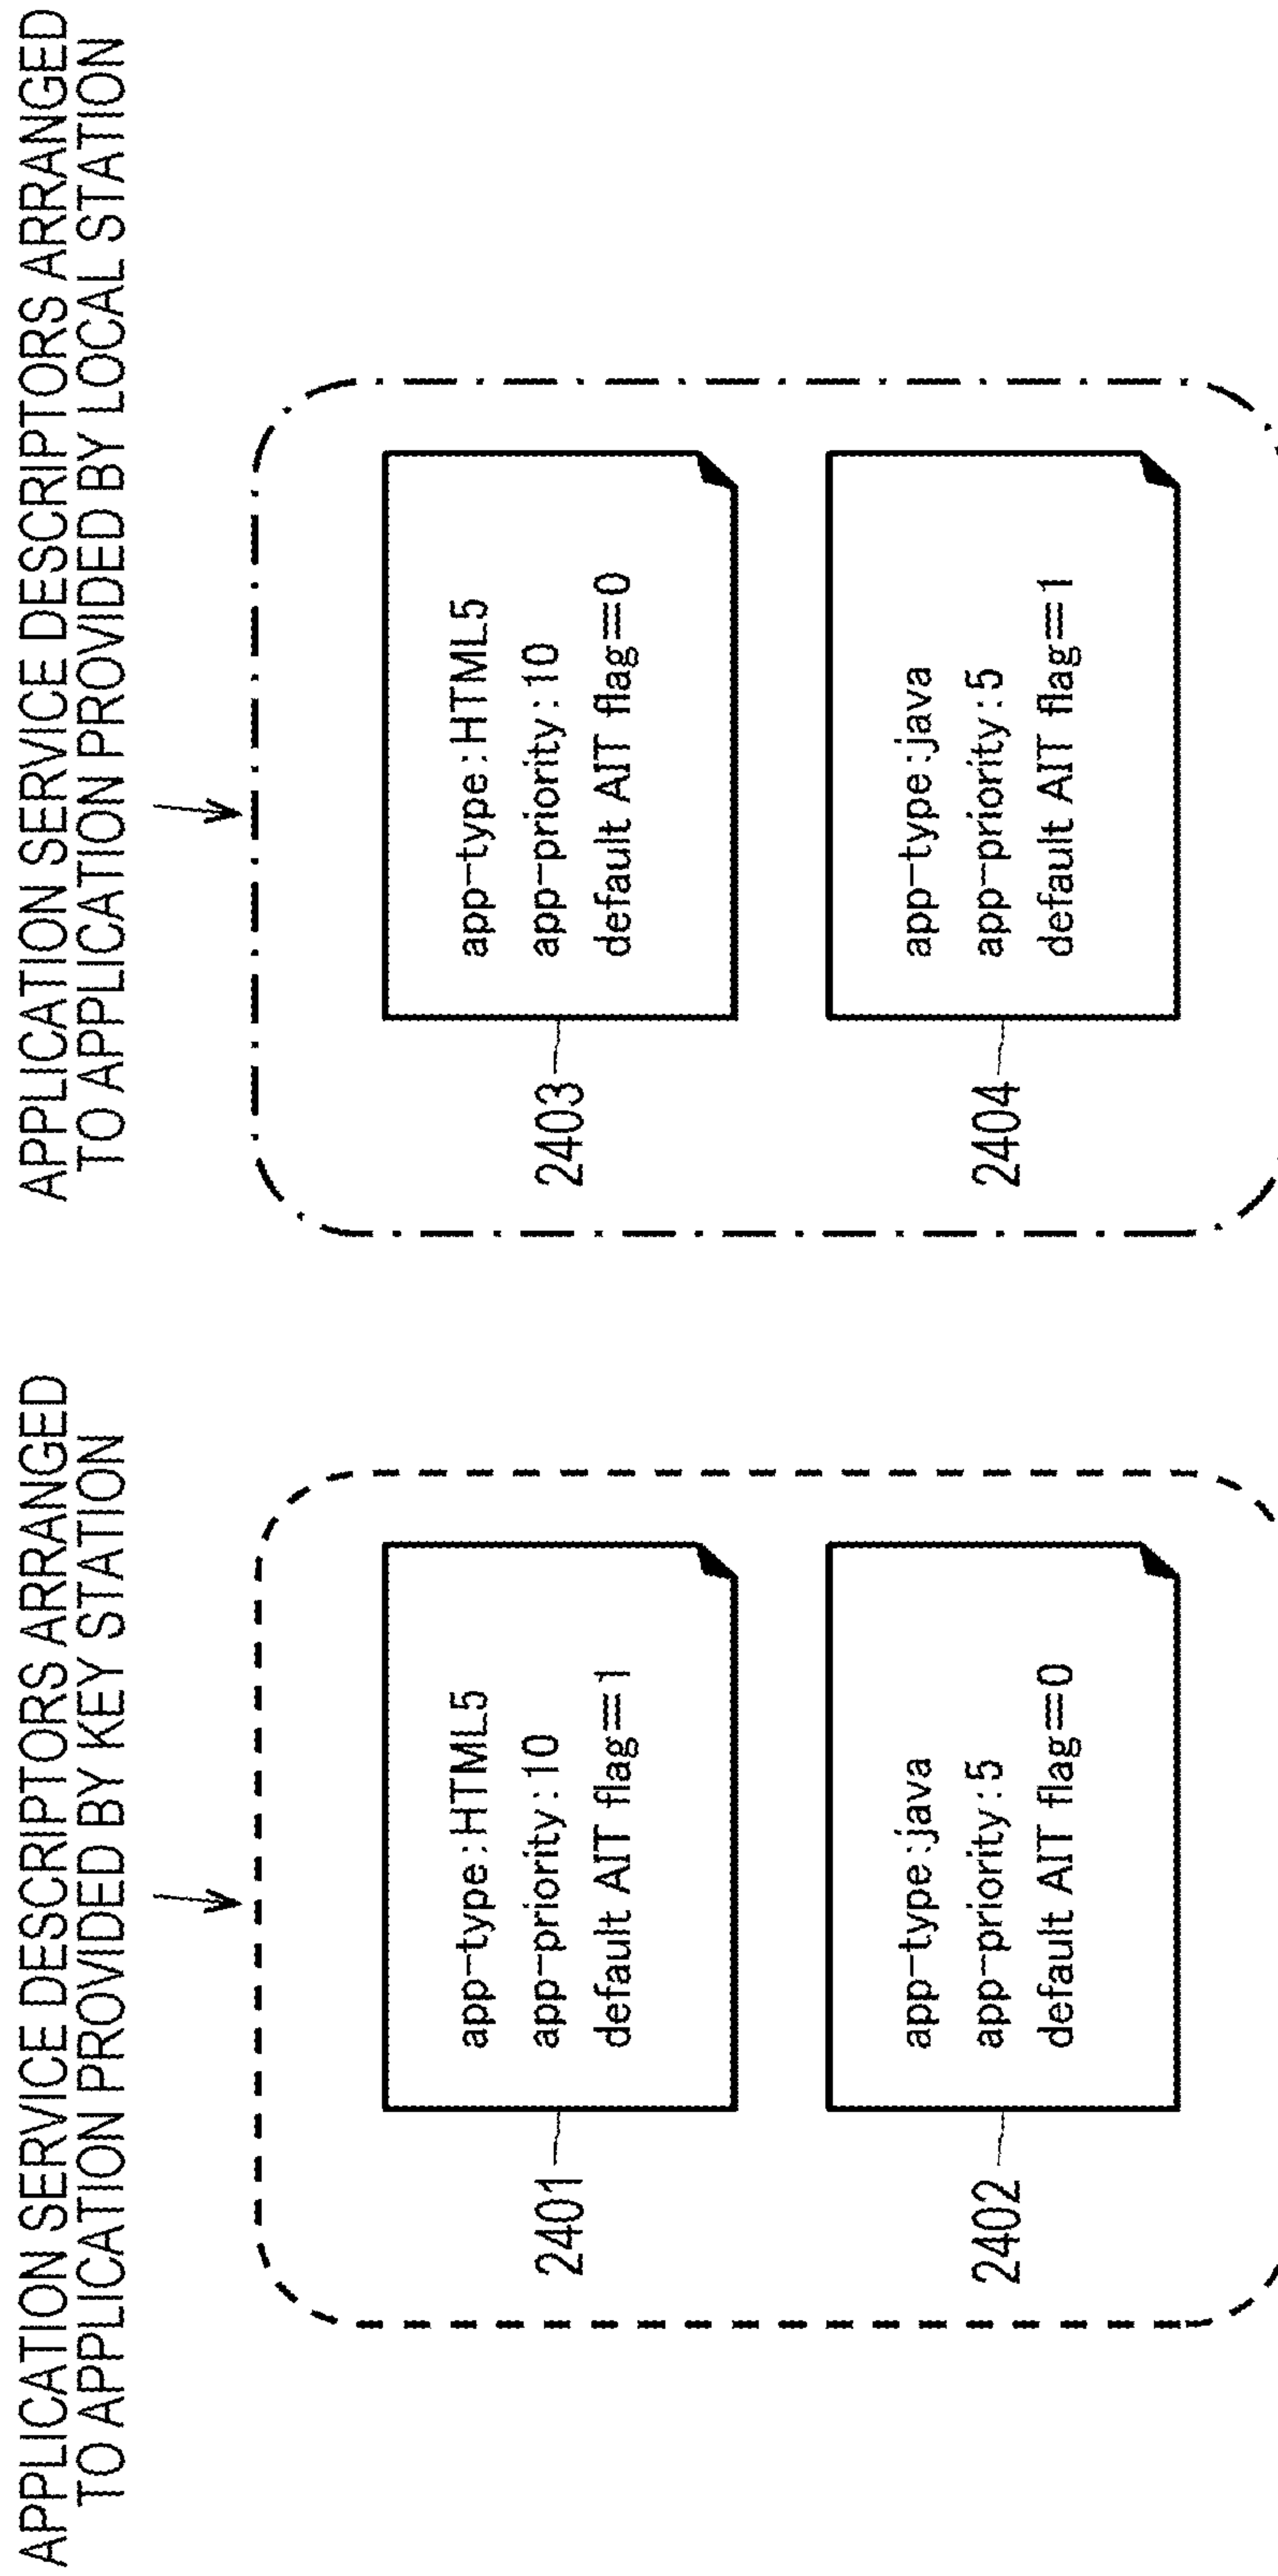 APPLICATION SERVICE DESCRIPTORS ARRANGED
TO APPLICATION PROVIDED BY KEY STATION
2401
app-type:HTML5
app-priority:10
default AIT flag=1
2402
app-type:java
app-priority:5
default AIT flag=0
APPLICATION SERVICE DESCRIPTORS ARRANGED
TO APPLICATION PROVIDED BY LOCAL STATION
2403
app-type:HTML5
app-priority:10
default AIT flag=0
2404
app-type:java
app-priority:5
default AIT flag=1